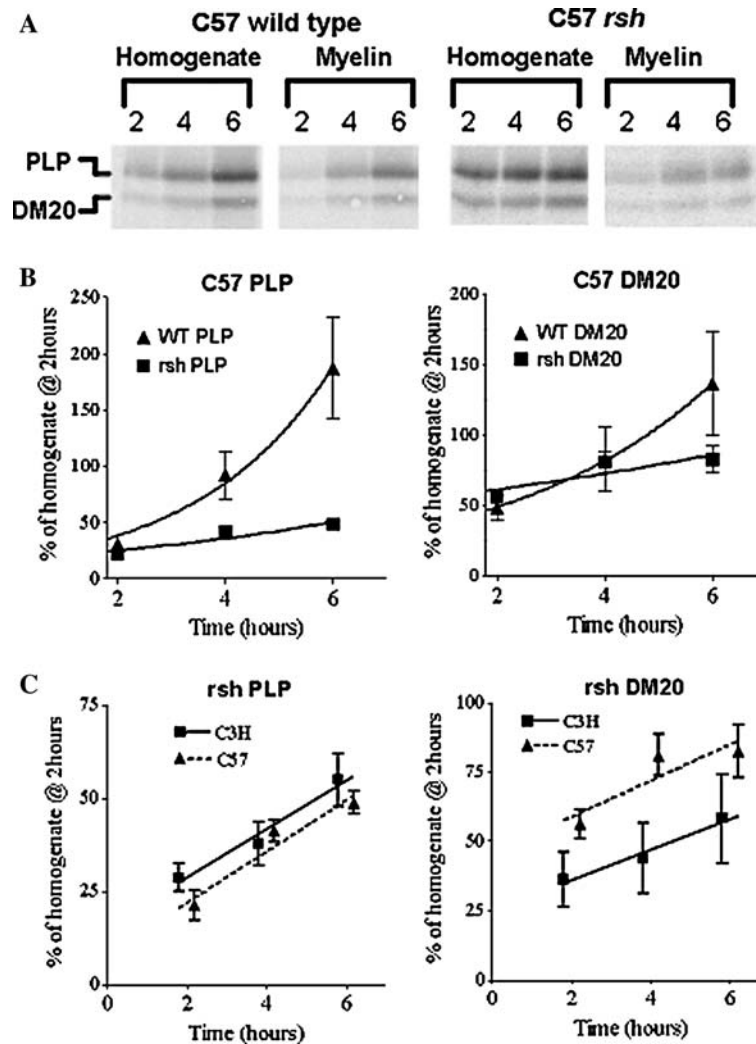 A
C57 wild type
C57 rsh
Homogenate
Myelin
Homogenate
Myelin
2 4 6
2 4 6
2 4 6
2 4 6
PLP
DM20
B
C57 PLP
% of homogenate @ 2hours
250
200
150
100
50
0
WT PLP
rsh PLP
2 4 6
Time (hours)
C57 DM20
% of homogenate @ 2hours
200
150
100
50
0
WT DM20
rsh DM20
2 4 6
Time (hours)
C
rsh PLP
% of homogenate @ 2hours
75
50
25
0
C3H
C57
0 2 4 6
Time (hours)
rsh DM20
% of homogenate @ 2hours
100
75
50
25
0
C3H
C57
0 2 4 6
Time (hours)